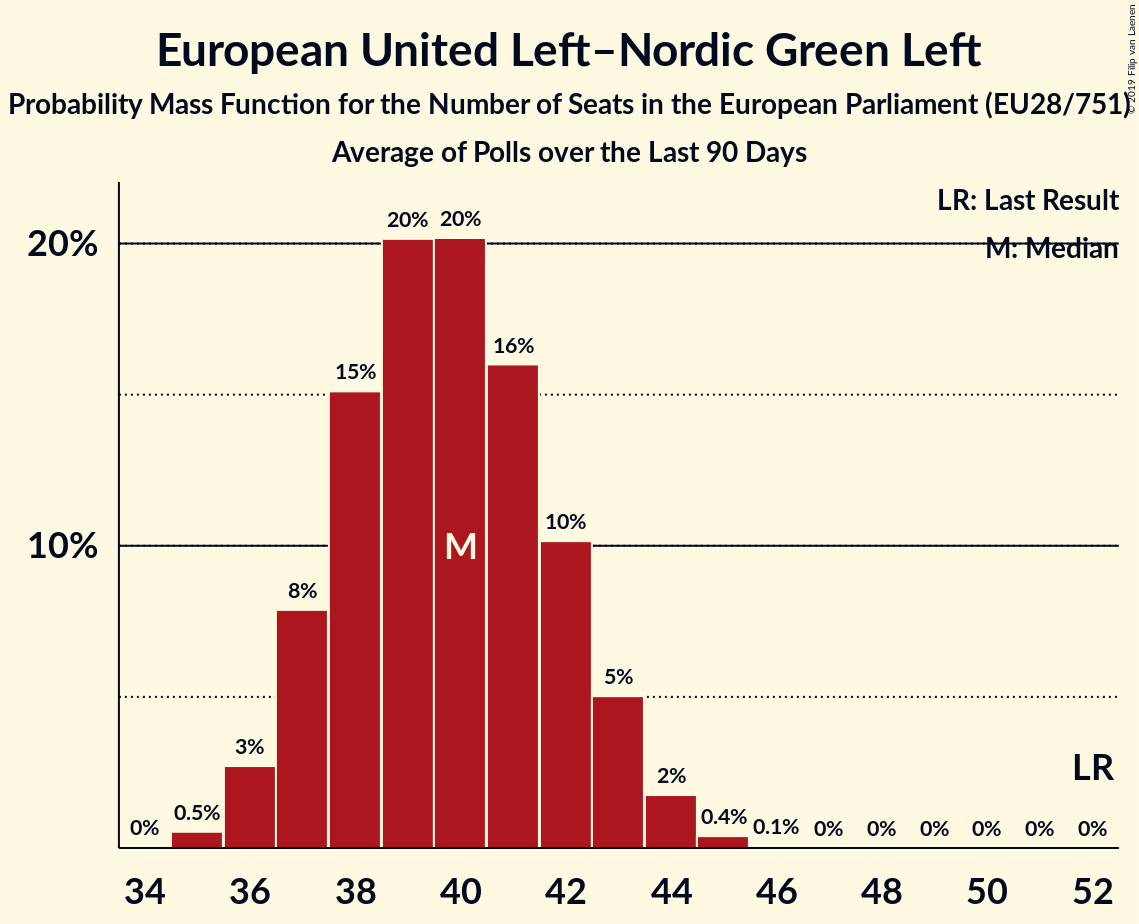 European United Left–Nordic Green Left
Probability Mass Function for the Number of Seats in the European Parliament (EU28/751)
Average of Polls over the Last 90 Days
© 2019 Filip van Laenen
LR: Last Result
M: Median
20%
10%
0%
0.5%
3%
8%
15%
20%
20%
16%
10%
5%
2%
0.4%
0.1%
0%
0%
0%
0%
0%
0%
M
LR
34 36 38 40 42 44 46 48 50 52